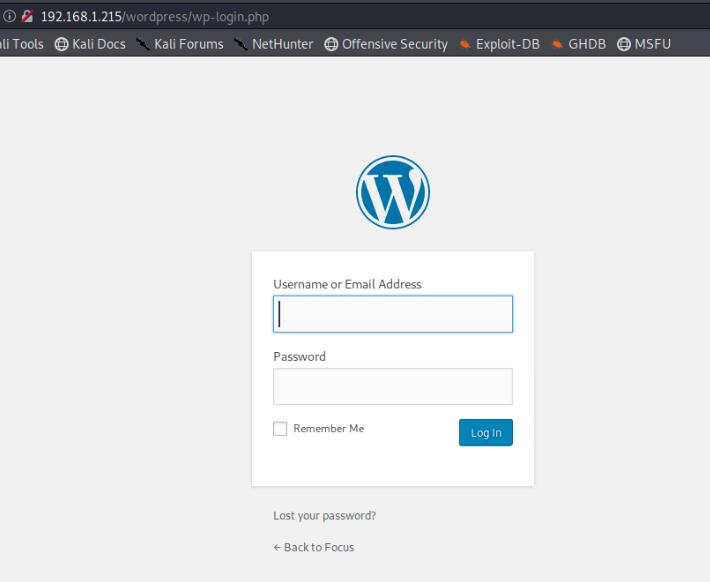 192.168.1.215/wordpress/wp-login.php
li Tools Kali Docs Kali Forums NetHunter Offensive Security Exploit-DB GHDB MSFU
Username or Email Address
Password
Remember Me
Log In
Lost your password?
← Back to Focus